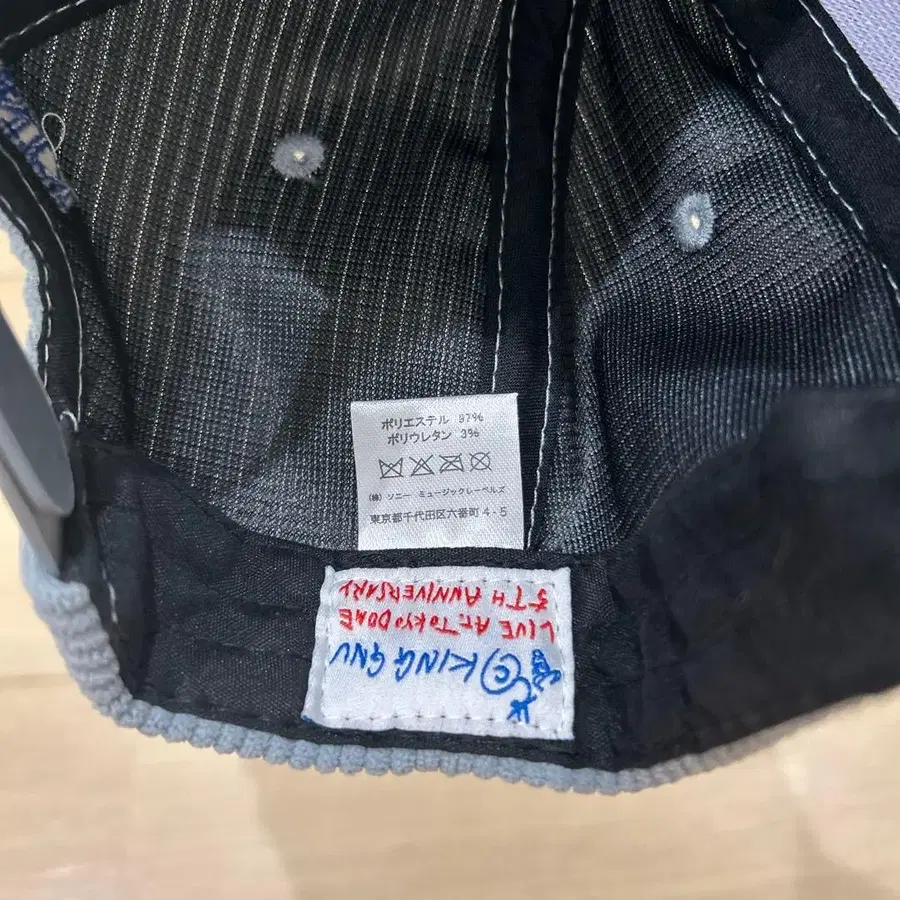 ポリエステル 97%
ポリウレタン 3%
(株) ソニー ミュージックレーベルズ
東京都千代田区六番町 4-5
©KING GNU
LIVE AT. TOKYO DOME
5TH ANNIVERSARY